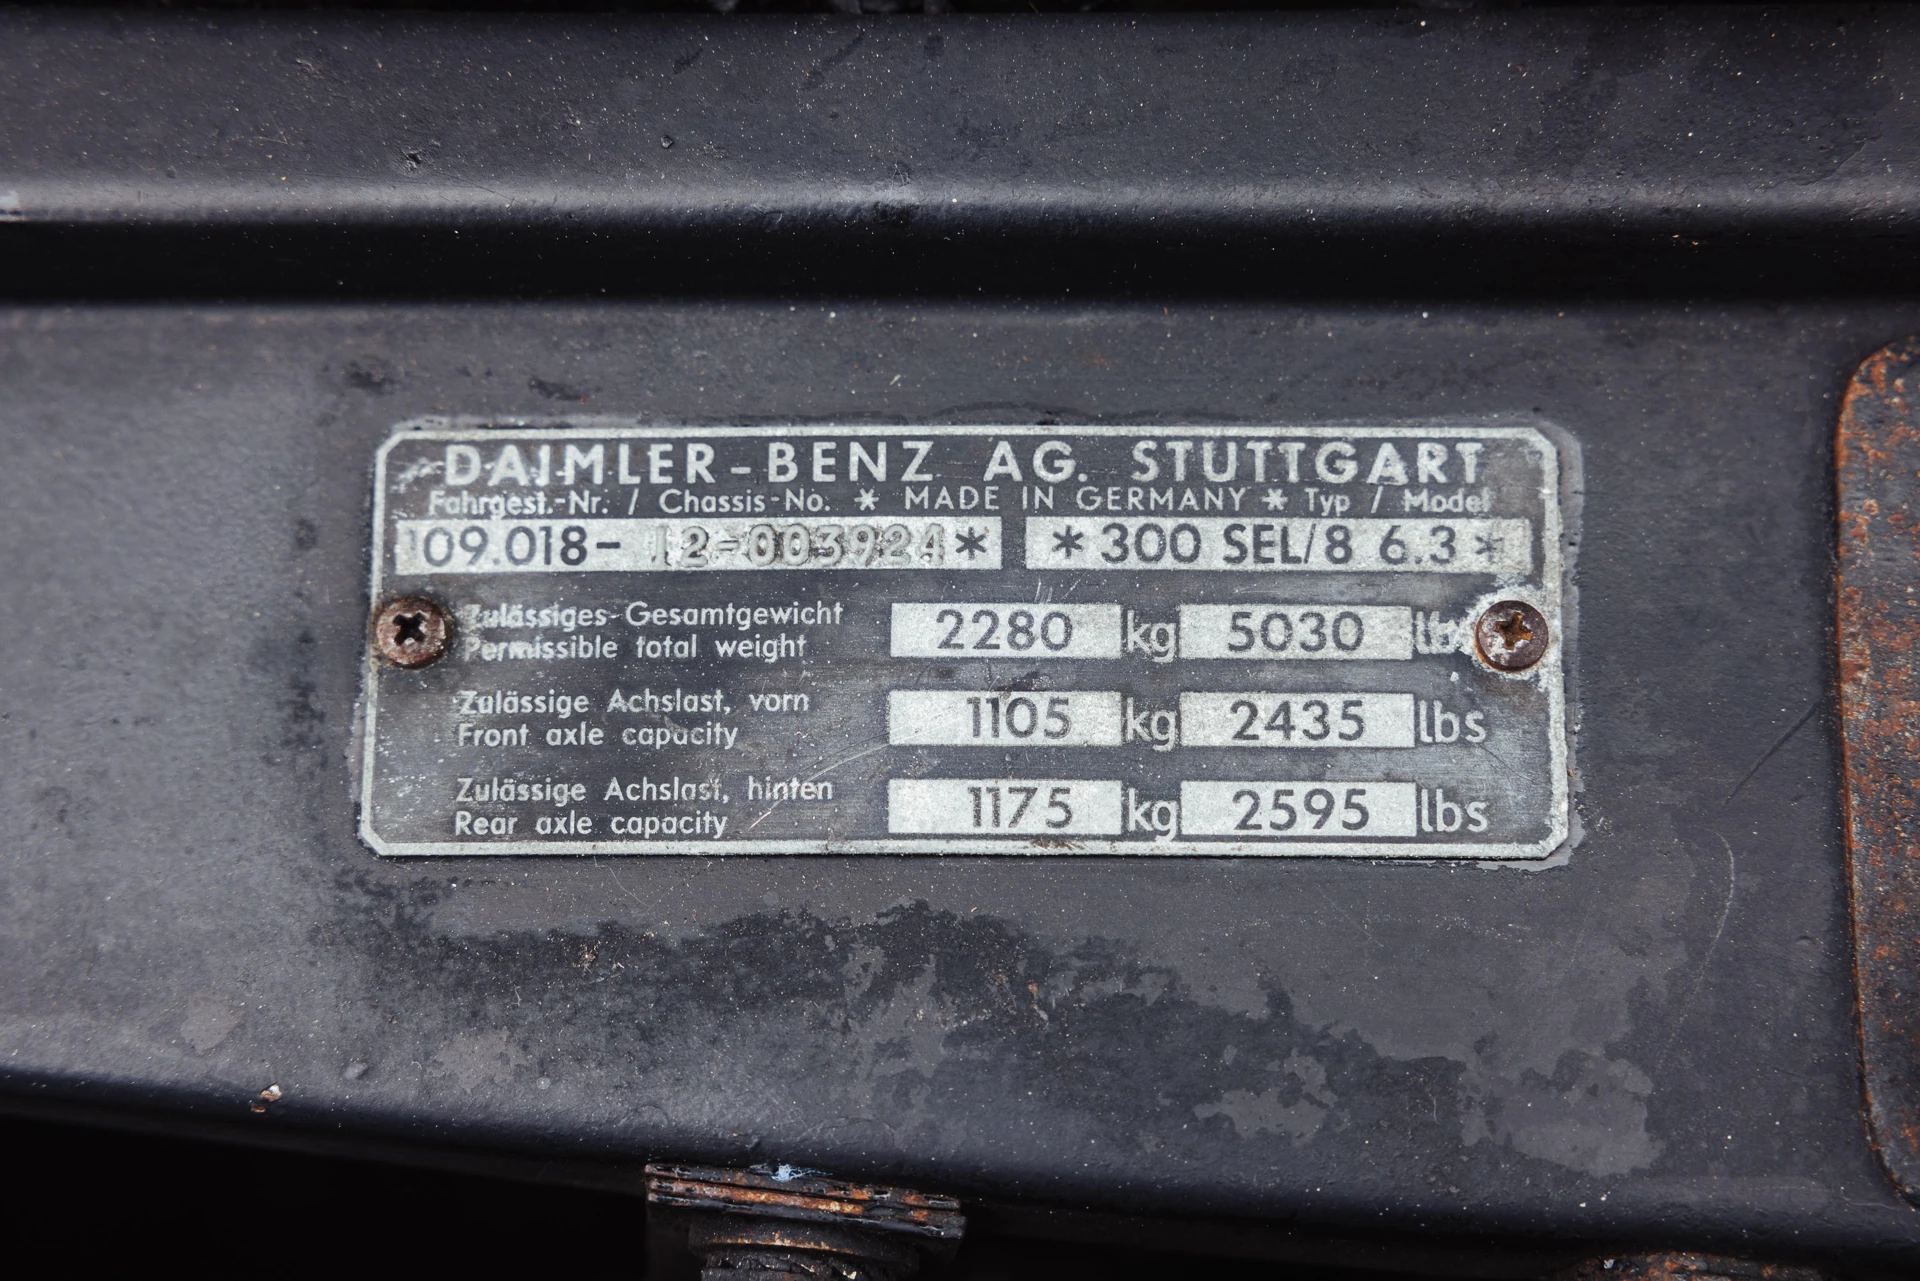 DAIMLER-BENZ AG. STUTTGART
Fahrgest.-Nr. / Chassis-No. * MADE IN GERMANY * Typ / Model
109.018- 12-003924* *300 SEL/8 6.3*
Zulässiges-Gesamtgewicht
Permissible total weight 2280 kg 5030 lbs
Zulässige Achslast, vorn
Front axle capacity 1105 kg 2435 lbs
Zulässige Achslast, hinten
Rear axle capacity 1175 kg 2595 lbs